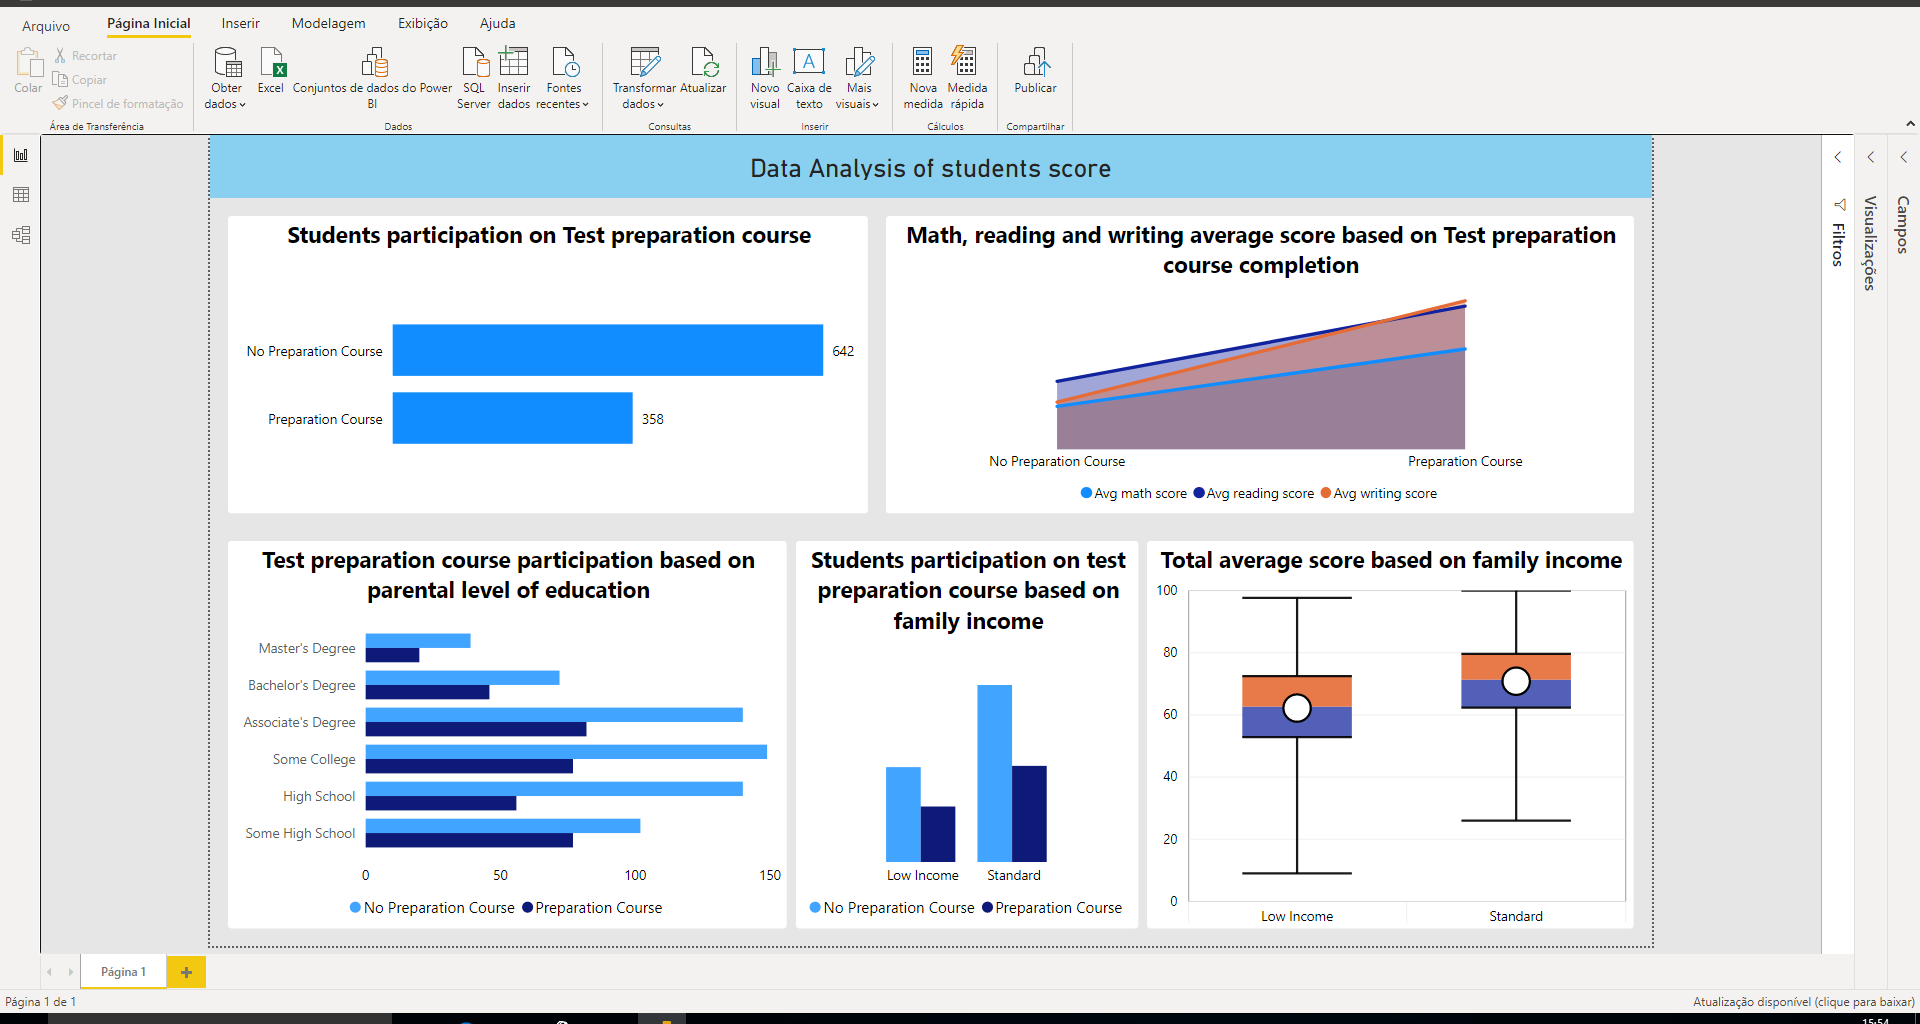 Arquivo
Página Inicial
Inserir
Modelagem
Exibição
Ajuda
Colar
Recortar
Copiar
Pincel de formatação
Área de Transferência
Obter dados
Excel
Conjuntos de dados do Power BI
SQL Server
Inserir dados
Fontes recentes
Dados
Transformar dados
Atualizar
Consultas
Novo visual
Caixa de texto
Mais visuais
Inserir
Nova medida
Medida rápida
Cálculos
Publicar
Compartilhar
Data Analysis of students score
Students participation on Test preparation course
No Preparation Course
642
Preparation Course
358
Math, reading and writing average score based on Test preparation
course completion
No Preparation Course
Preparation Course
Avg math score
Avg reading score
Avg writing score
Test preparation course participation based on
parental level of education
Master's Degree
Bachelor's Degree
Associate's Degree
Some College
High School
Some High School
0
50
100
150
No Preparation Course
Preparation Course
Students participation on test
preparation course based on
family income
Low Income
Standard
No Preparation Course
Preparation Course
Total average score based on family income
100
80
60
40
20
0
Low Income
Standard
Filtros
Visualizações
Campos
Página 1
Página 1 de 1
Atualização disponível (clique para baixar)
15:54